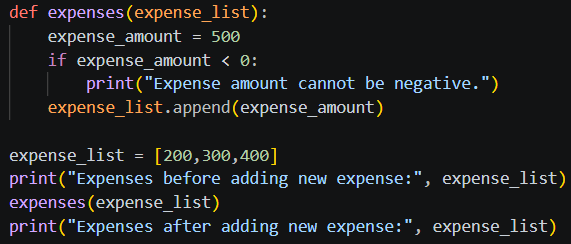 def expenses(expense_list):
    expense_amount = 500
    if expense_amount < 0:
        print("Expense amount cannot be negative.")
    expense_list.append(expense_amount)

expense_list = [200,300,400]
print("Expenses before adding new expense:", expense_list)
expenses(expense_list)
print("Expenses after adding new expense:", expense_list)